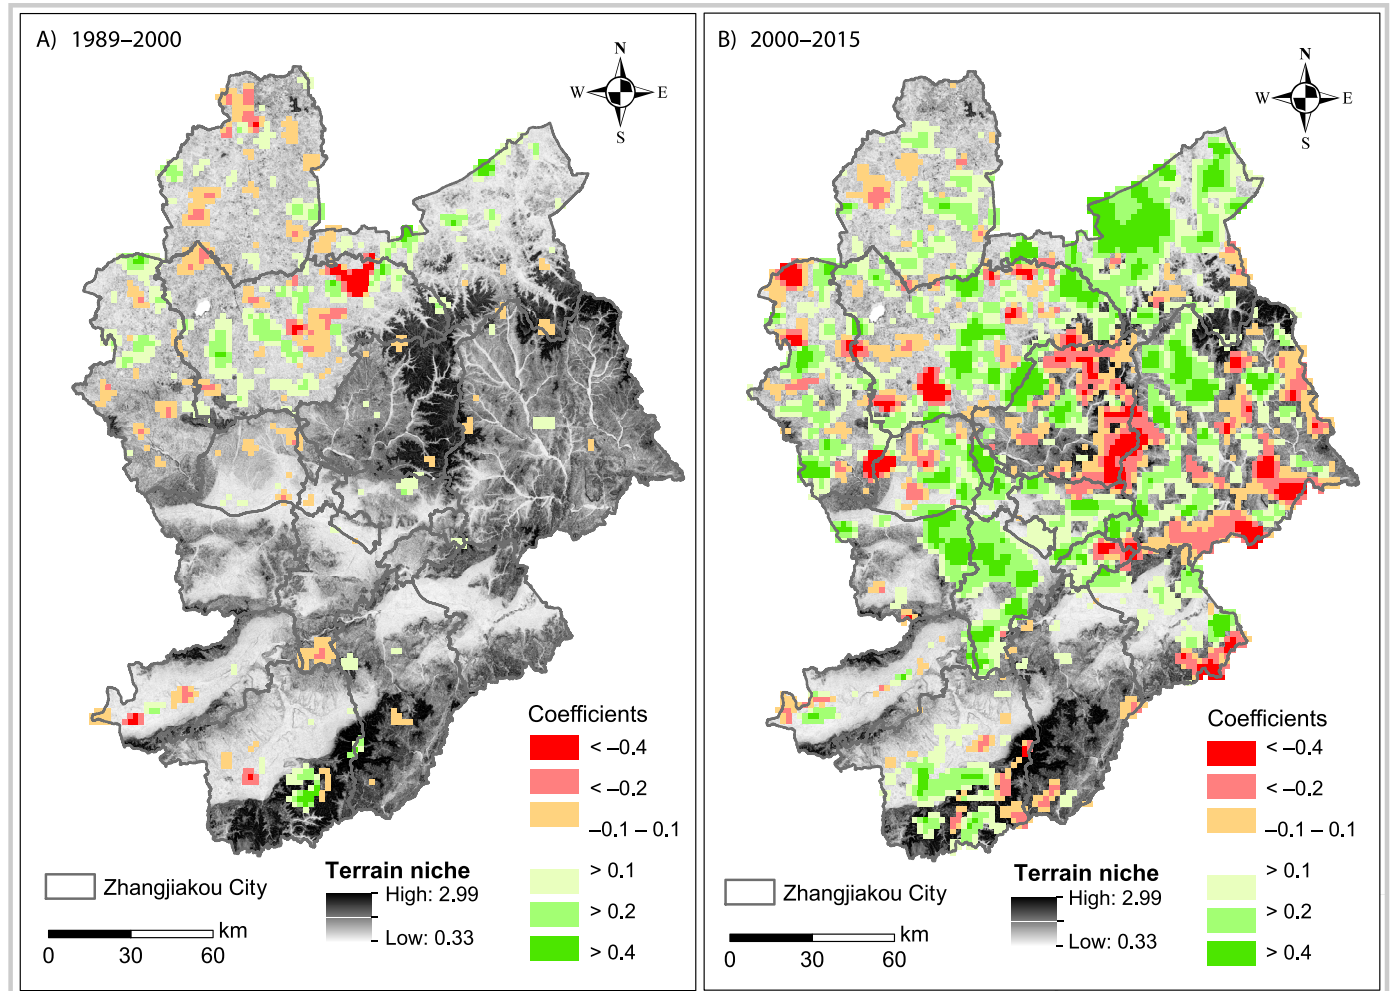 A) 1989–2000
N
W
E
S
Coefficients
< –0.4
< –0.2
–0.1 – 0.1
> 0.1
> 0.2
> 0.4
Terrain niche
High: 2.99
Low: 0.33
Zhangjiakou City
km
0 30 60
B) 2000–2015
N
W
E
S
Coefficients
< –0.4
< –0.2
–0.1 – 0.1
> 0.1
> 0.2
> 0.4
Terrain niche
High: 2.99
Low: 0.33
Zhangjiakou City
km
0 30 60